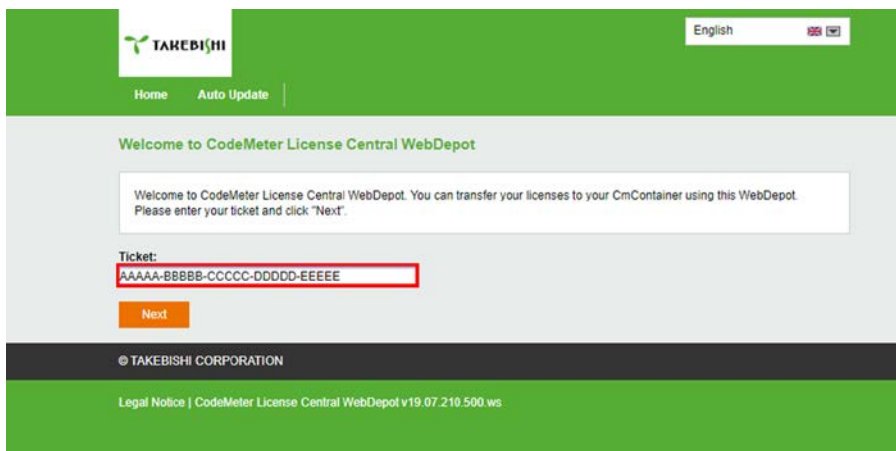 TAKEBISHI
English
Home Auto Update
Welcome to CodeMeter License Central WebDepot
Welcome to CodeMeter License Central WebDepot. You can transfer your licenses to your CmContainer using this WebDepot.
Please enter your ticket and click "Next".
Ticket:
AAAAA-BBBBB-CCCCC-DDDDD-EEEEE
Next
© TAKEBISHI CORPORATION
Legal Notice | CodeMeter License Central WebDepot v19.07.210.500.ws